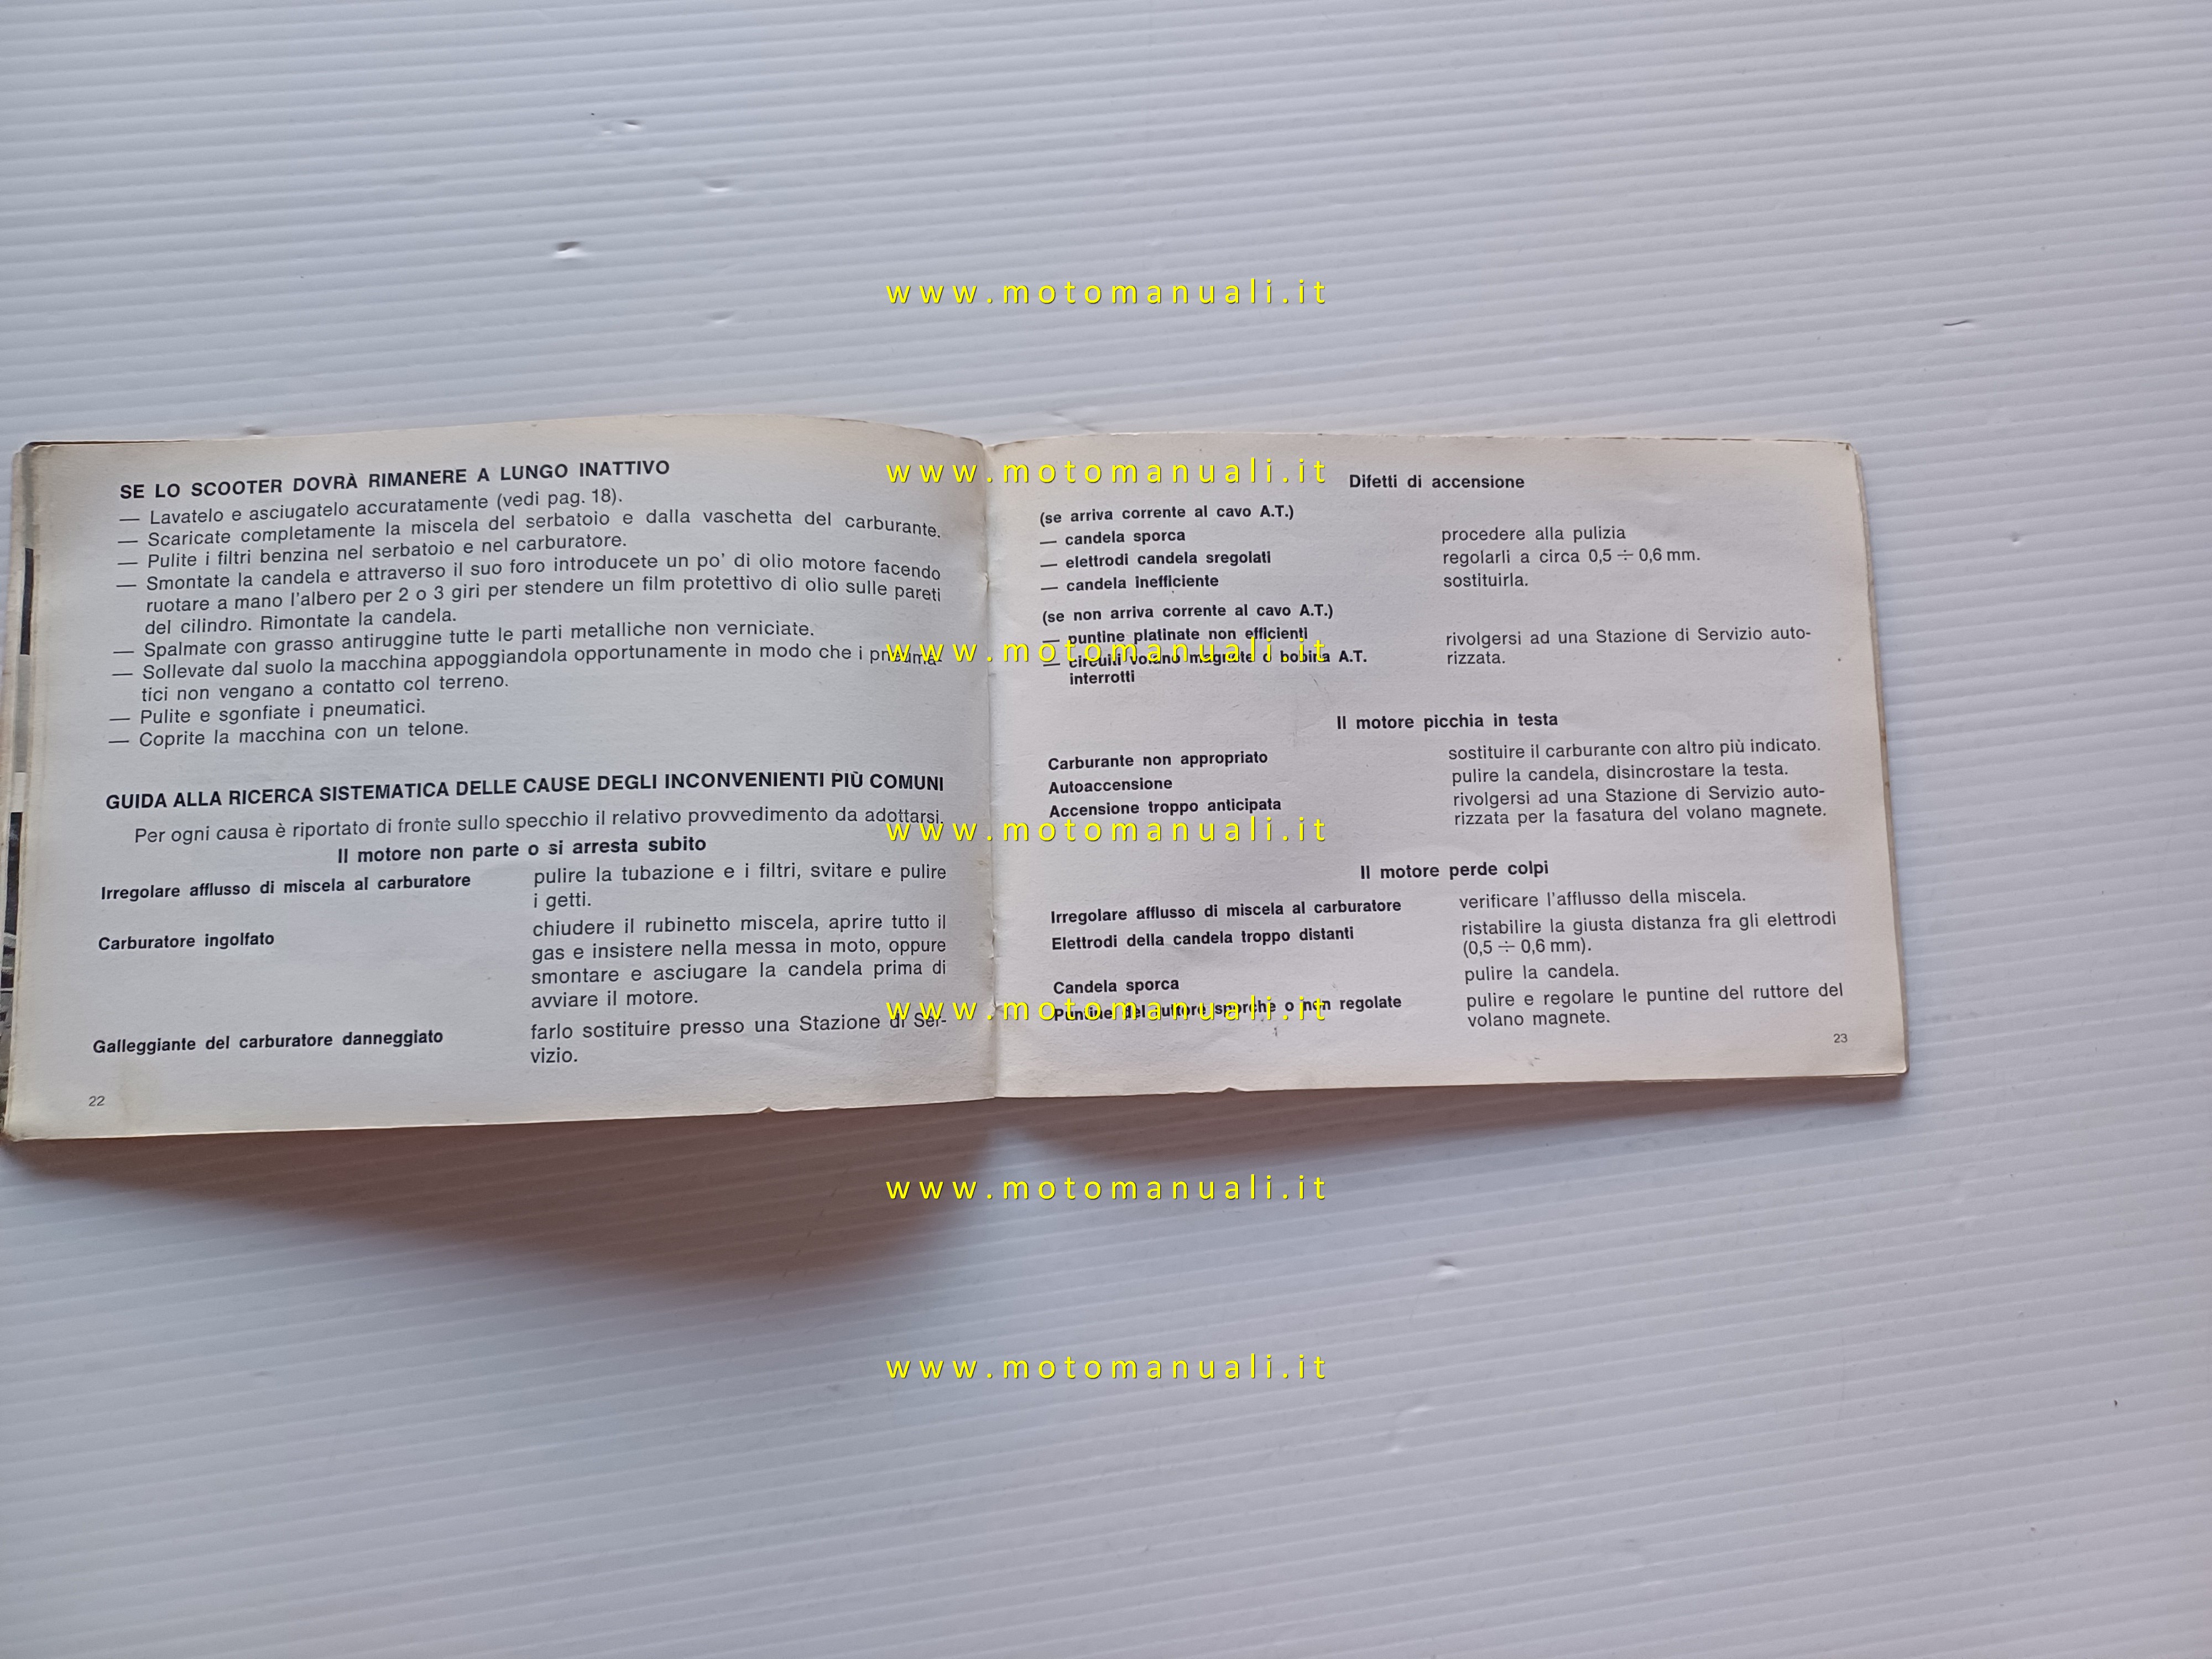 www.motomanuali.it
SE LO SCOOTER DOVRÀ RIMANERE A LUNGO INATTIVO
— Lavatelo e asciugatelo accuratamente (vedi pag. 18).
— Scaricate completamente la miscela del serbatoio e dalla vaschetta del carburante.
— Pulite i filtri benzina nel serbatoio e nel carburatore.
— Smontate la candela e attraverso il suo foro introducete un po' di olio motore facendo
ruotare a mano l'albero per 2 o 3 giri per stendere un film protettivo di olio sulle pareti
del cilindro. Rimontate la candela.
— Spalmate con grasso antiruggine tutte le parti metalliche non verniciate.
— Sollevate dal suolo la macchina appoggiandola opportunamente in modo che i pneuma-
tici non vengano a contatto col terreno.
— Pulite e sgonfiate i pneumatici.
— Coprite la macchina con un telone.
GUIDA ALLA RICERCA SISTEMATICA DELLE CAUSE DEGLI INCONVENIENTI PIÙ COMUNI
Per ogni causa è riportato di fronte sullo specchio il relativo provvedimento da adottarsi.
Il motore non parte o si arresta subito
Irregolare afflusso di miscela al carburatore
pulire la tubazione e i filtri, svitare e pulire
i getti.
Carburatore ingolfato
chiudere il rubinetto miscela, aprire tutto il
gas e insistere nella messa in moto, oppure
smontare e asciugare la candela prima di
avviare il motore.
Galleggiante del carburatore danneggiato
farlo sostituire presso una Stazione di Ser-
vizio.
22
www.motomanuali.it
Difetti di accensione
(se arriva corrente al cavo A.T.)
— candela sporca
procedere alla pulizia
— elettrodi candela sregolati
regolarli a circa 0,5 ÷ 0,6 mm.
— candela inefficiente
sostituirla.
(se non arriva corrente al cavo A.T.)
— puntine platinate non efficienti
— circuiti volano magnete o bobina A.T.
interrotti
rivolgersi ad una Stazione di Servizio auto-
rizzata.
www.motomanuali.it
Il motore picchia in testa
Carburante non appropriato
sostituire il carburante con altro più indicato.
Autoaccensione
pulire la candela, disincrostare la testa.
Accensione troppo anticipata
rivolgersi ad una Stazione di Servizio auto-
rizzata per la fasatura del volano magnete.
www.motomanuali.it
Il motore perde colpi
Irregolare afflusso di miscela al carburatore
verificare l'afflusso della miscela.
Elettrodi della candela troppo distanti
ristabilire la giusta distanza fra gli elettrodi
(0,5 ÷ 0,6 mm).
Candela sporca
pulire la candela.
Puntine del ruttore sporche o non regolate
pulire e regolare le puntine del ruttore del
volano magnete.
www.motomanuali.it
23
www.motomanuali.it
www.motomanuali.it